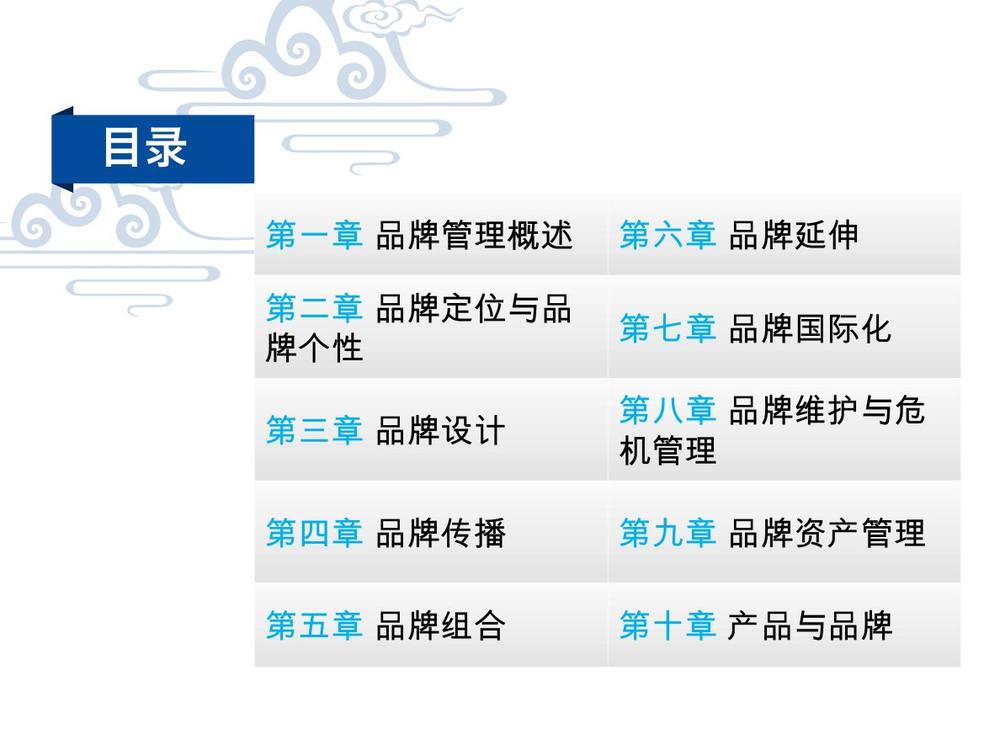 目录
第一章 品牌管理概述
第六章 品牌延伸
第二章 品牌定位与品
牌个性
第七章 品牌国际化
第三章 品牌设计
第八章 品牌维护与危
机管理
第四章 品牌传播
第九章 品牌资产管理
第五章 品牌组合
第十章 产品与品牌